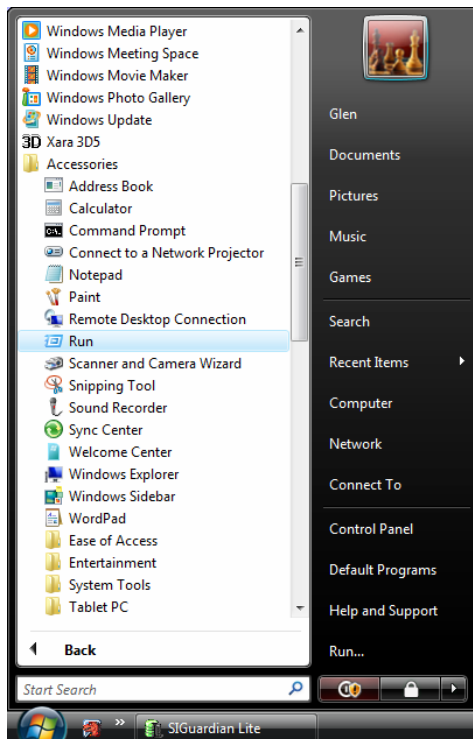 Windows Media Player
Windows Meeting Space
Windows Movie Maker
Windows Photo Gallery
Windows Update
3D Xara 3D5
Accessories
Address Book
Calculator
Command Prompt
Connect to a Network Projector
Notepad
Paint
Remote Desktop Connection
Run
Scanner and Camera Wizard
Snipping Tool
Sound Recorder
Sync Center
Welcome Center
Windows Explorer
Windows Sidebar
WordPad
Ease of Access
Entertainment
System Tools
Tablet PC
Back
Start Search
Glen
Documents
Pictures
Music
Games
Search
Recent Items
Computer
Network
Connect To
Control Panel
Default Programs
Help and Support
Run...
» SIGuardian Lite